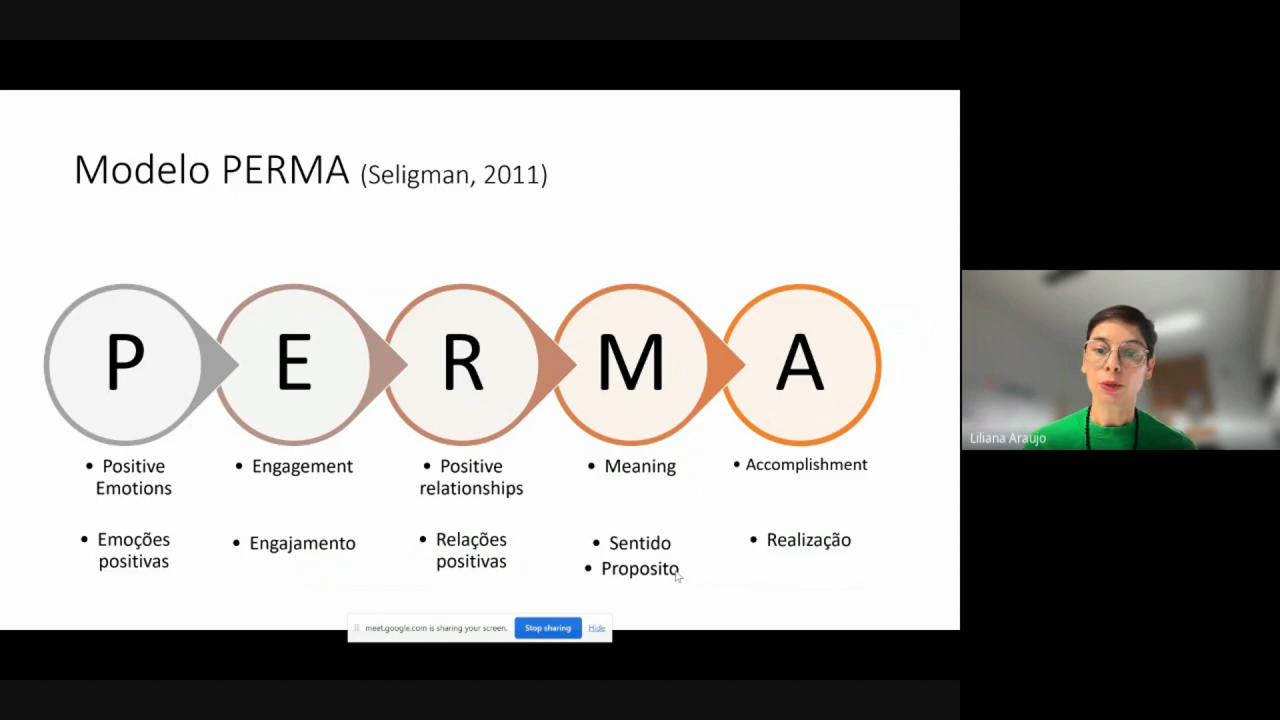 Modelo PERMA (Seligman, 2011)
P E R M A
• Positive Emotions
• Engagement
• Positive relationships
• Meaning
• Accomplishment
• Emoções positivas
• Engajamento
• Relações positivas
• Sentido
• Proposito
• Realização
meet.google.com is sharing your screen. Stop sharing Hide
Liliana Araujo